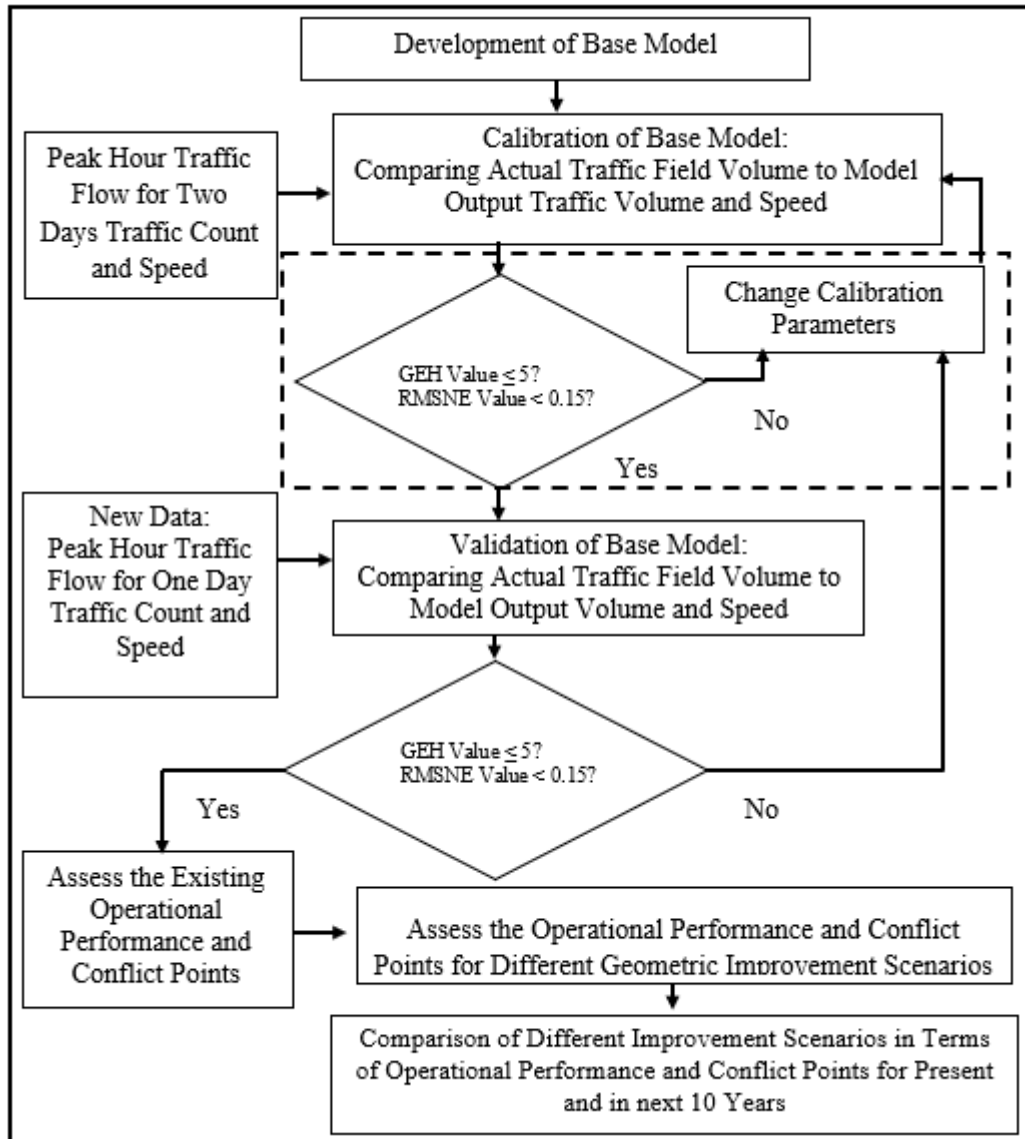 Development of Base Model
Peak Hour Traffic
Flow for Two
Days Traffic Count
and Speed
Calibration of Base Model:
Comparing Actual Traffic Field Volume to Model
Output Traffic Volume and Speed
Change Calibration
Parameters
GEH Value ≤ 5?
RMSNE Value < 0.15?
No
Yes
New Data:
Peak Hour Traffic
Flow for One Day
Traffic Count and
Speed
Validation of Base Model:
Comparing Actual Traffic Field Volume to
Model Output Volume and Speed
GEH Value ≤ 5?
RMSNE Value < 0.15?
Yes
No
Assess the Existing
Operational
Performance and
Conflict Points
Assess the Operational Performance and Conflict
Points for Different Geometric Improvement Scenarios
Comparison of Different Improvement Scenarios in Terms
of Operational Performance and Conflict Points for Present
and in next 10 Years